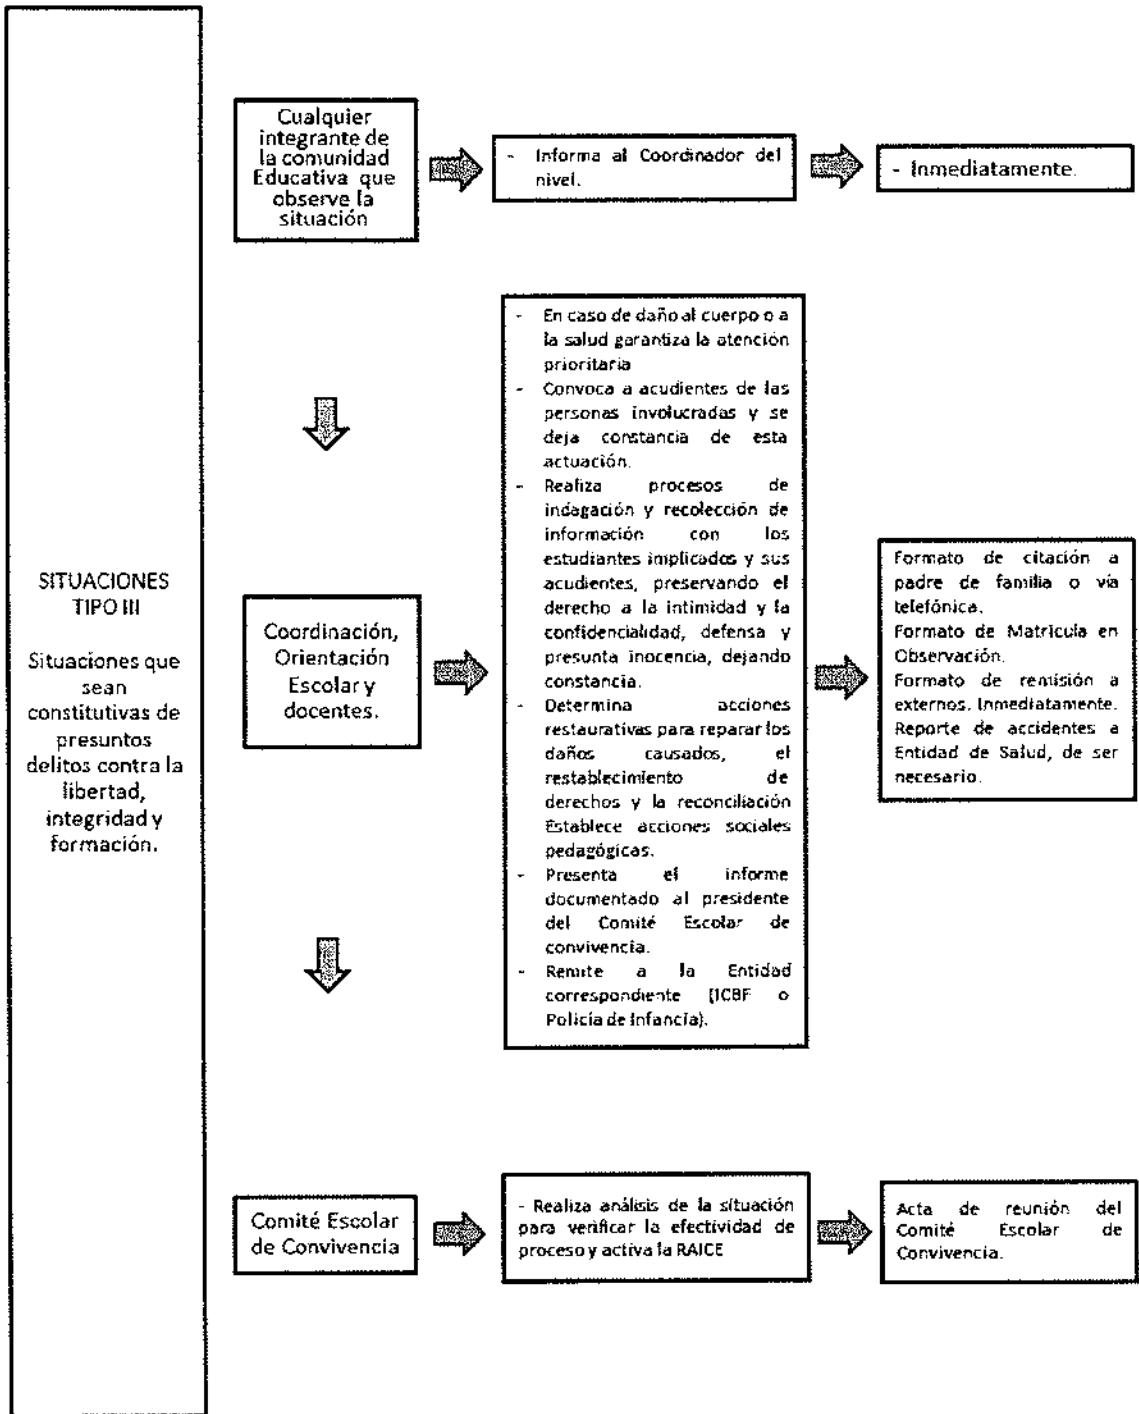 SITUACIONES
TIPO III
Situaciones que
sean
constitutivas de
presuntos
delitos contra la
libertad,
integridad y
formación.
Cualquier
integrante de
la comunidad
Educativa que
observe la
situación
- Informa al Coordinador del
nivel.
- Inmediatamente.
Coordinación,
Orientación
Escolar y
docentes.
- En caso de daño al cuerpo o a
la salud garantiza la atención
prioritaria
- Convoca a acudientes de las
personas involucradas y se
deja constancia de esta
actuación.
- Realiza procesos de
indagación y recolección de
información con los
estudiantes implicados y sus
acudientes, preservando el
derecho a la intimidad y la
confidencialidad, defensa y
presunta inocencia, dejando
constancia.
- Determina acciones
restaurativas para reparar los
daños causados, el
restablecimiento de
derechos y la reconciliación
Establece acciones sociales
pedagógicas.
- Presenta el informe
documentado al presidente
del Comité Escolar de
convivencia.
- Remite a la Entidad
correspondiente (ICBF o
Policía de Infancia).
Formato de citación a
padre de familia o vía
telefónica.
Formato de Matrícula en
Observación.
Formato de remisión a
externos. Inmediatamente.
Reporte de accidentes a
Entidad de Salud, de ser
necesario.
Comité Escolar
de Convivencia
- Realiza análisis de la situación
para verificar la efectividad de
proceso y activa la RAICE
Acta de reunión del
Comité Escolar de
Convivencia.